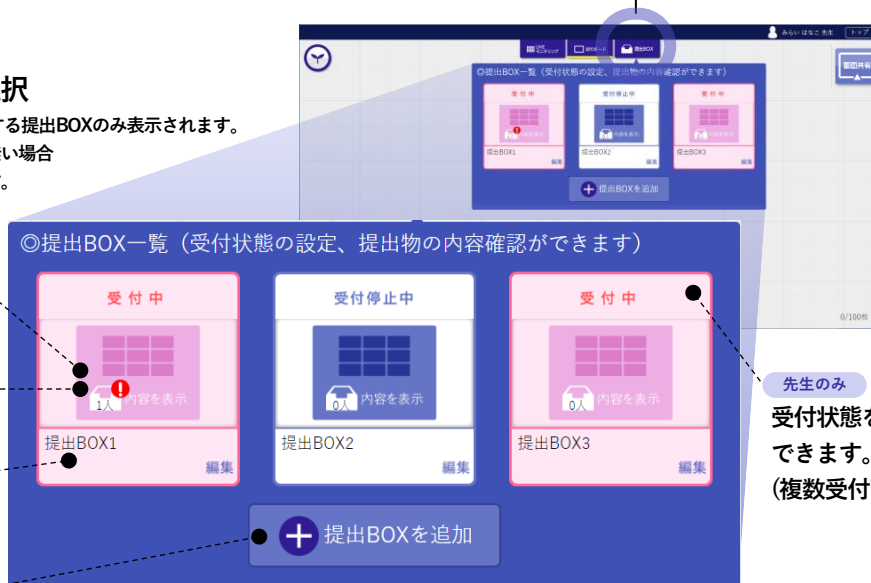 みらい はなこ 先生 トップ
LIVE
モニタリング
提出BOX
画面共有
◎提出BOX一覧（受付状態の設定、提出物の内容確認ができます）
受付中 受付停止中 受付中
内容を表示 内容を表示 内容を表示
提出BOX1 提出BOX2 提出BOX3
編集 編集 編集
提出BOXを追加
0/100枚
択
する提出BOXのみ表示されます。
い場合
。
◎提出BOX一覧（受付状態の設定、提出物の内容確認ができます）
受付中 受付停止中 受付中
1人 内容を表示 0人 内容を表示 0人 内容を表示
提出BOX1 提出BOX2 提出BOX3
編集 編集 編集
提出BOXを追加
先生のみ
受付状態を
できます。
(複数受付